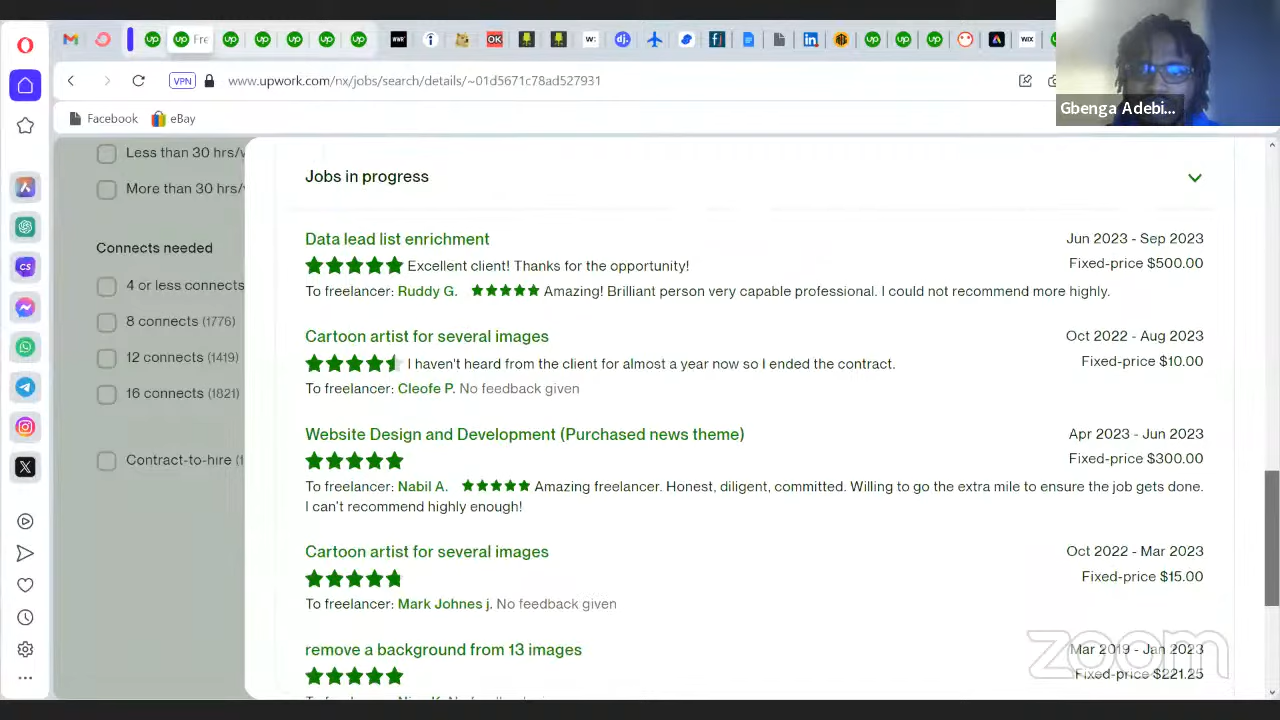 Fre
WWR
OK
W:
WIX
VPN
www.upwork.com/nx/jobs/search/details/~01d5671c78ad527931
Gbenga Adebi...
Facebook
eBay
Less than 30 hrs/
More than 30 hrs/
Connects needed
4 or less connects
8 connects (1776)
12 connects (1419)
16 connects (1821)
Contract-to-hire (1
Jobs in progress
Data lead list enrichment
Jun 2023 - Sep 2023
Excellent client! Thanks for the opportunity!
Fixed-price $500.00
To freelancer: Ruddy G. Amazing! Brilliant person very capable professional. I could not recommend more highly.
Cartoon artist for several images
Oct 2022 - Aug 2023
I haven't heard from the client for almost a year now so I ended the contract.
Fixed-price $10.00
To freelancer: Cleofe P. No feedback given
Website Design and Development (Purchased news theme)
Apr 2023 - Jun 2023
Fixed-price $300.00
To freelancer: Nabil A. Amazing freelancer. Honest, diligent, committed. Willing to go the extra mile to ensure the job gets done.
I can't recommend highly enough!
Cartoon artist for several images
Oct 2022 - Mar 2023
Fixed-price $15.00
To freelancer: Mark Johnes j. No feedback given
remove a background from 13 images
Mar 2019 - Jan 2023
Fixed-price $221.25
zoom